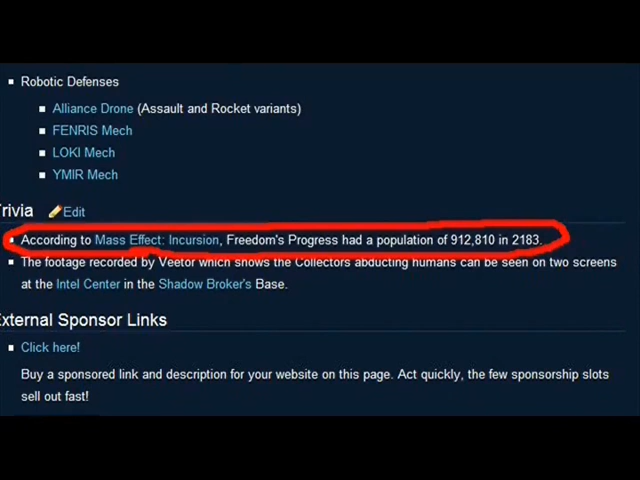 Robotic Defenses
Alliance Drone (Assault and Rocket variants)
FENRIS Mech
LOKI Mech
YMIR Mech
rivia Edit
According to Mass Effect: Incursion, Freedom's Progress had a population of 912,810 in 2183.
The footage recorded by Veetor which shows the Collectors abducting humans can be seen on two screens
at the Intel Center in the Shadow Broker's Base.
xternal Sponsor Links
Click here!
Buy a sponsored link and description for your website on this page. Act quickly, the few sponsorship slots
sell out fast!